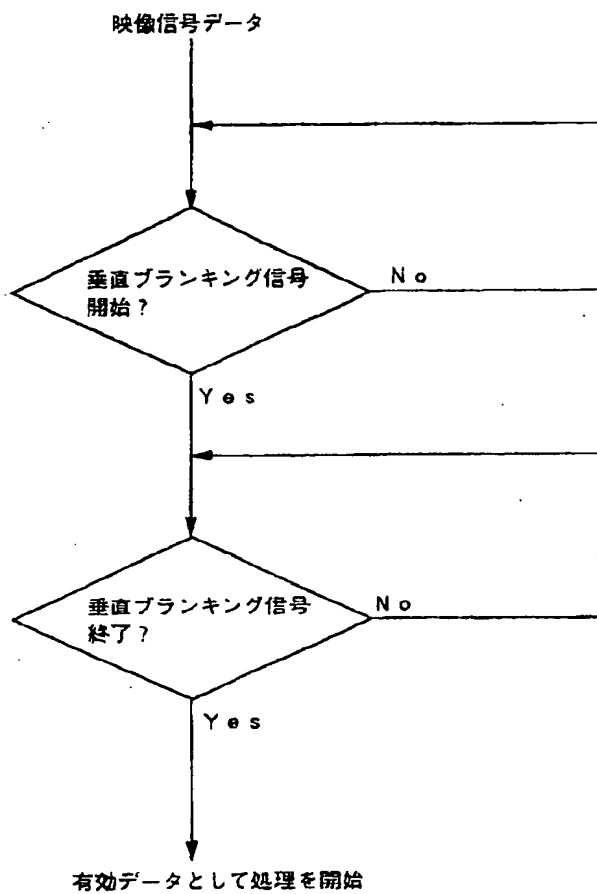 映像信号データ
垂直ブランキング信号
開始？
No
Yes
垂直ブランキング信号
終了？
No
Yes
有効データとして処理を開始